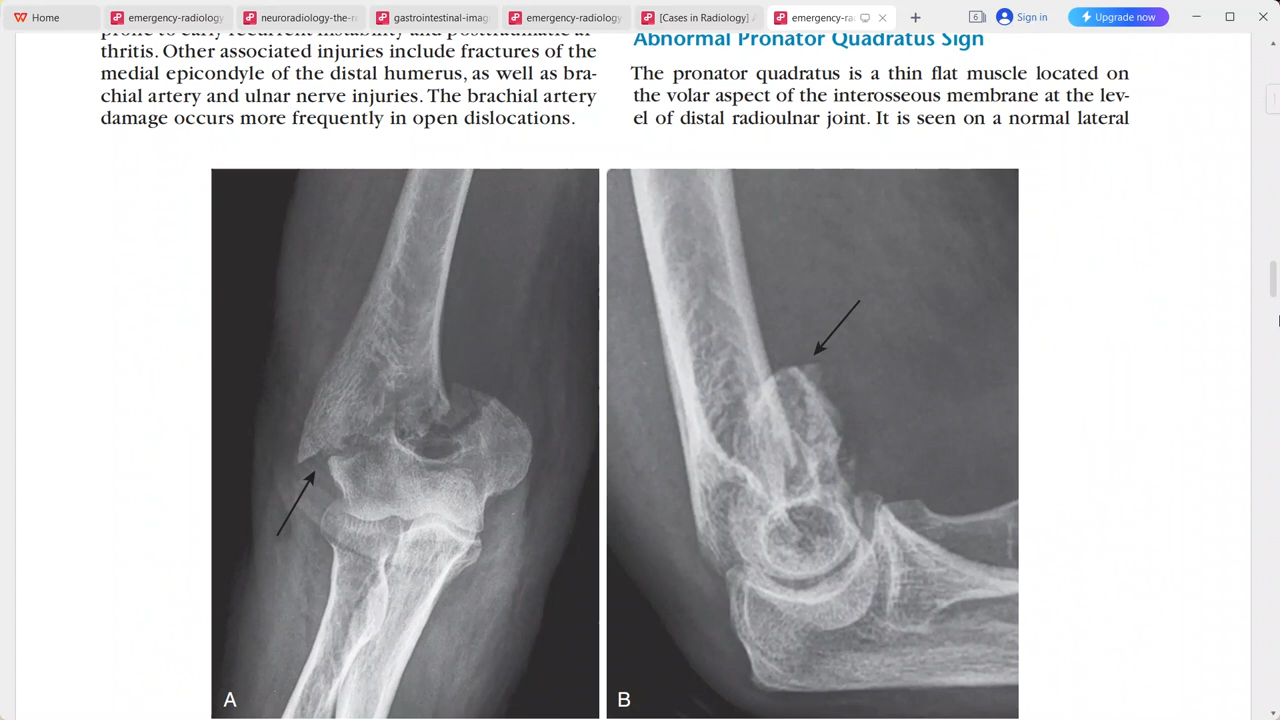 Home
emergency-radiology
neuroradiology-the-r
gastrointestinal-imag
emergency-radiology
[Cases in Radiology]
emergency-ra
6
Sign in
Upgrade now
thritis. Other associated injuries include fractures of the
medial epicondyle of the distal humerus, as well as bra-
chial artery and ulnar nerve injuries. The brachial artery
damage occurs more frequently in open dislocations.
Abnormal Pronator Quadratus Sign
The pronator quadratus is a thin flat muscle located on
the volar aspect of the interosseous membrane at the lev-
el of distal radioulnar joint. It is seen on a normal lateral
A
B